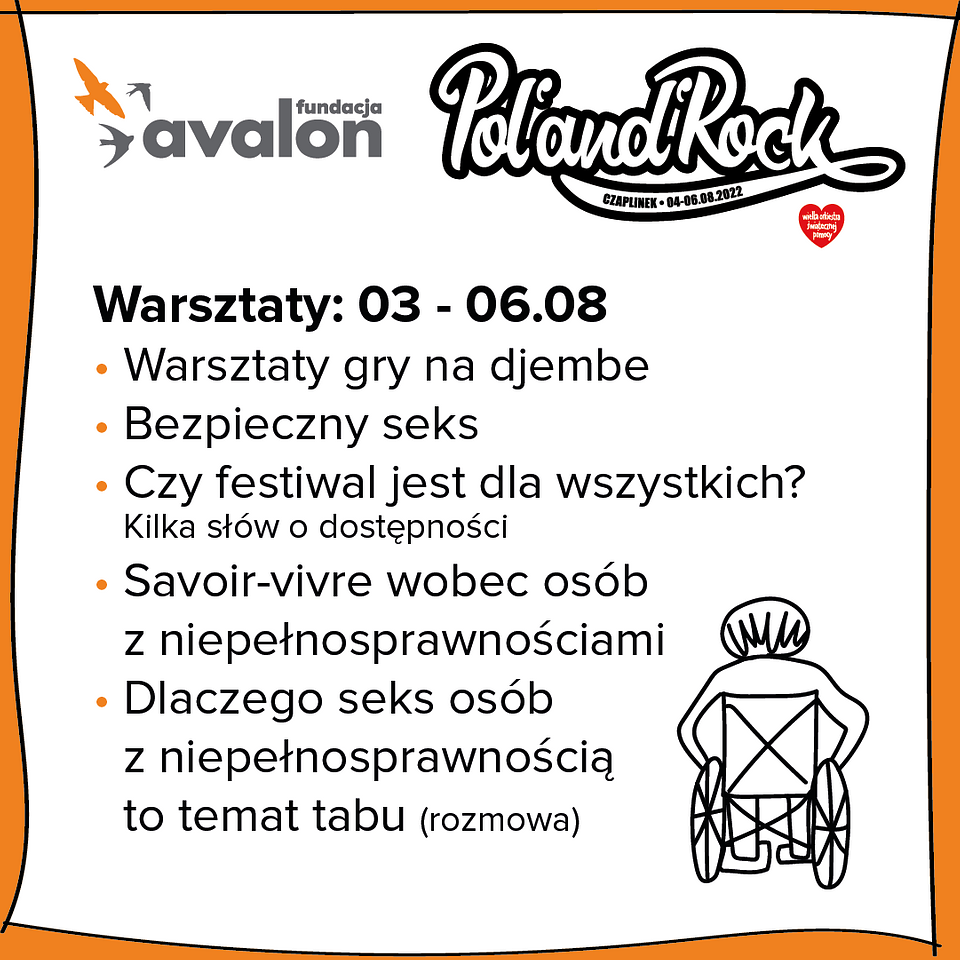 fundacja
avalon
Pol'and'Rock
CZAPLINEK • 04-06.08.2022
wielka orkiestra
świątecznej
pomocy
Warsztaty: 03 - 06.08
• Warsztaty gry na djembe
• Bezpieczny seks
• Czy festiwal jest dla wszystkich?
Kilka słów o dostępności
• Savoir-vivre wobec osób
z niepełnosprawnościami
• Dlaczego seks osób
z niepełnosprawnością
to temat tabu (rozmowa)